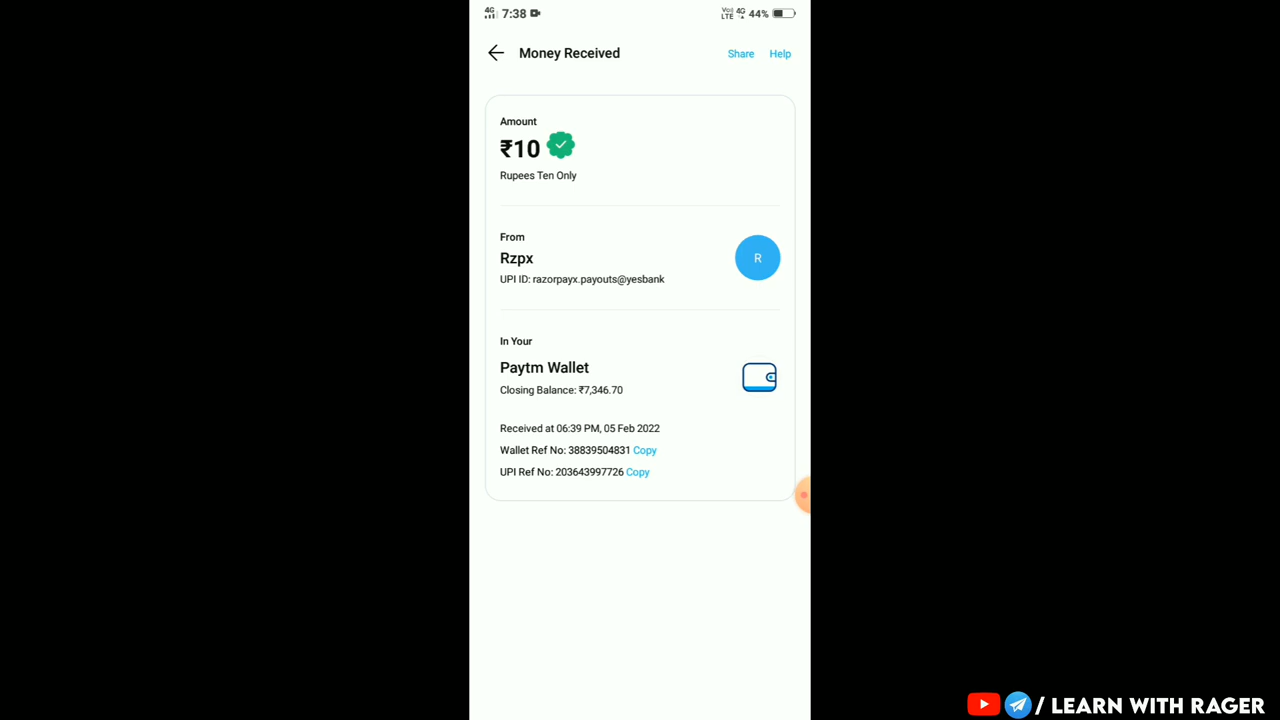 4G 7:38 Vo) LTE 4G 44%
Money Received Share Help
Amount
₹10
Rupees Ten Only
From
Rzpx
R
UPI ID: razorpayx.payouts@yesbank
In Your
Paytm Wallet
Closing Balance: ₹7,346.70
Received at 06:39 PM, 05 Feb 2022
Wallet Ref No: 38839504831 Copy
UPI Ref No: 203643997726 Copy
/ LEARN WITH RAGER